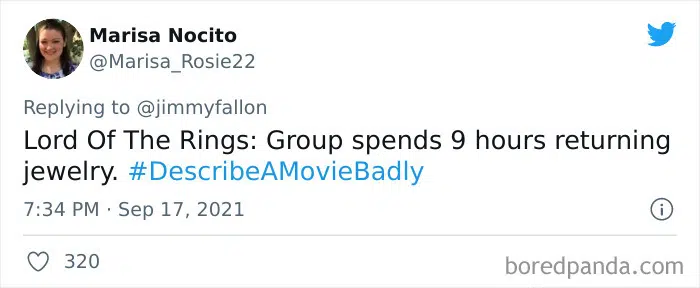 Marisa Nocito
@Marisa_Rosie22
Replying to @jimmyfallon
Lord Of The Rings: Group spends 9 hours returning
jewelry. #DescribeAMovieBadly
7:34 PM · Sep 17, 2021
320
boredpanda.com